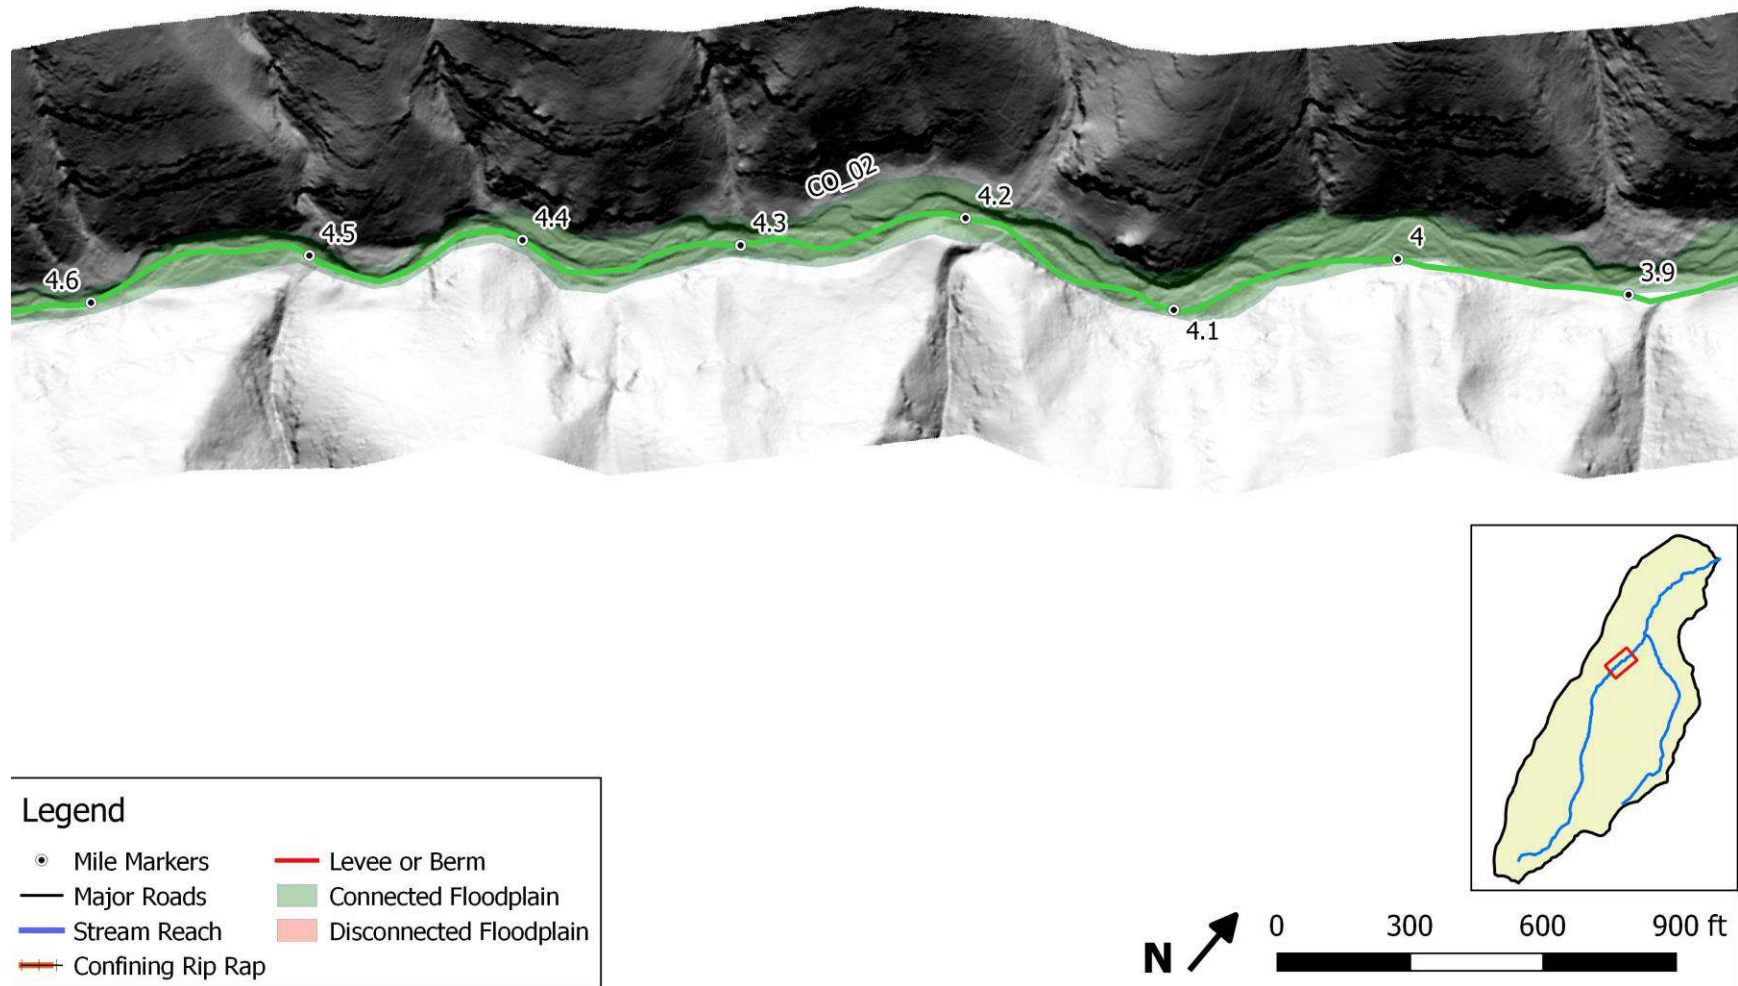 CO_02
4.6
4.5
4.4
4.3
4.2
4.1
4
3.9
Legend
Mile Markers
Major Roads
Stream Reach
Confining Rip Rap
Levee or Berm
Connected Floodplain
Disconnected Floodplain
N
0 300 600 900 ft